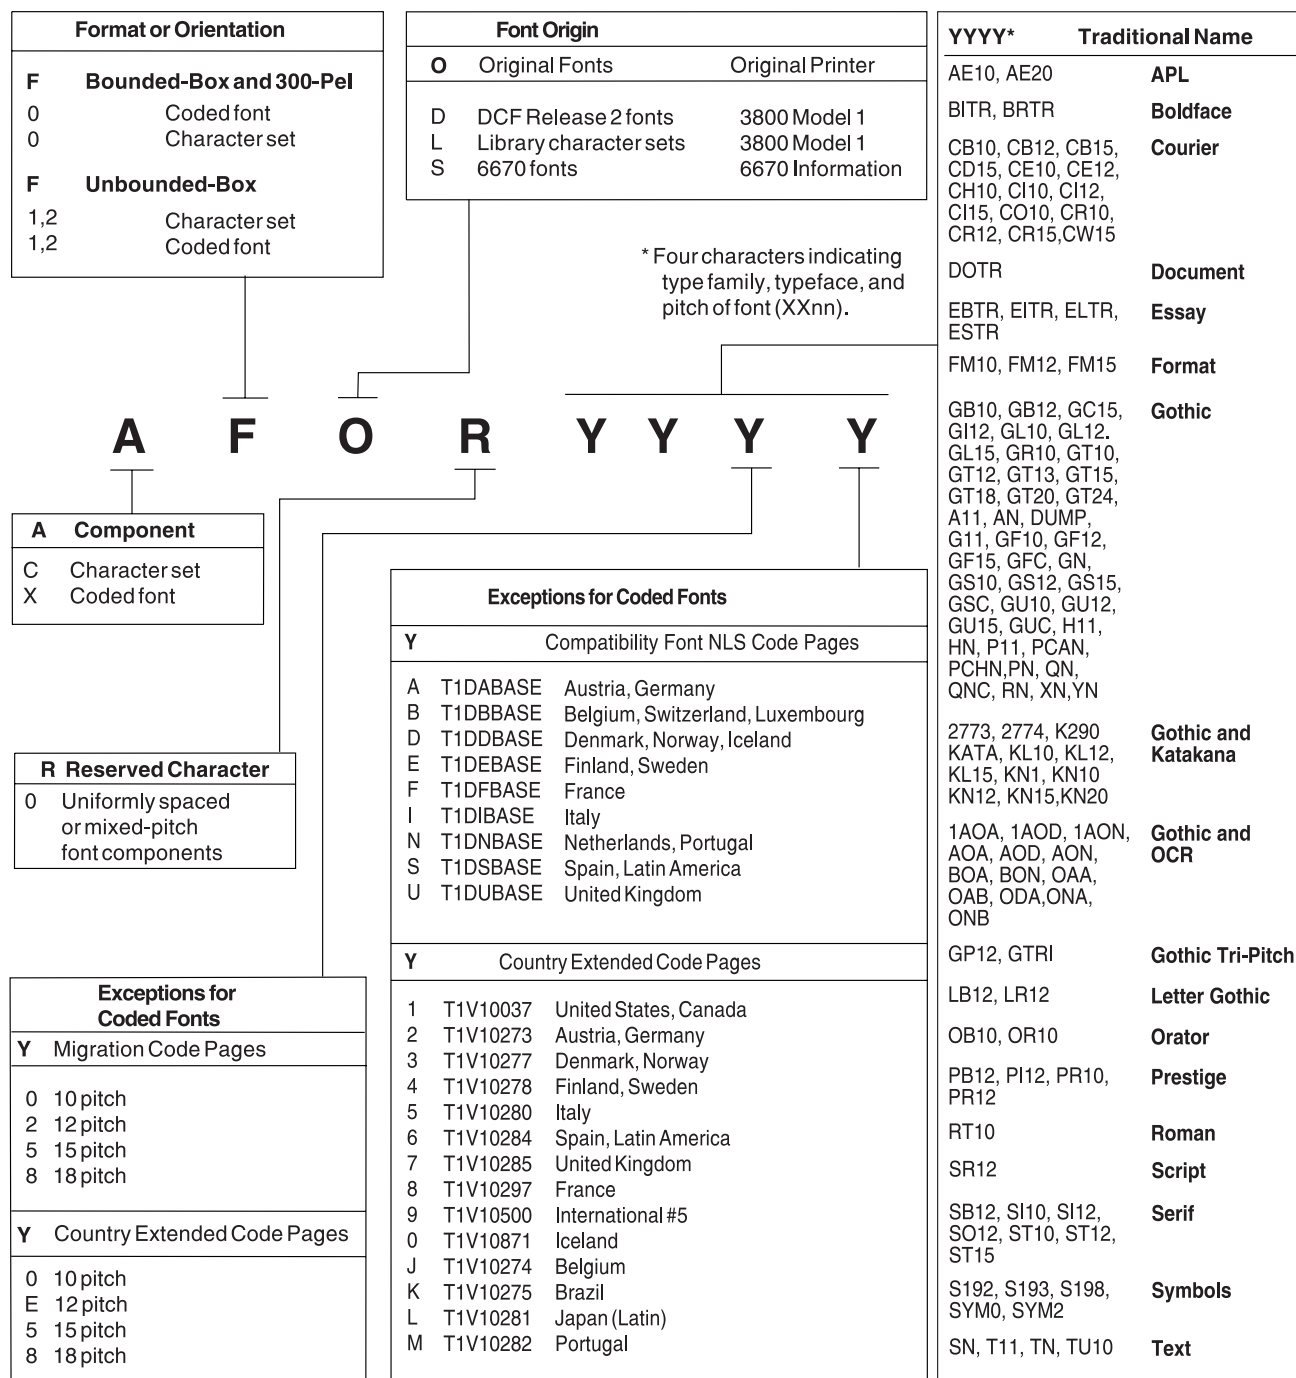 Format or Orientation
F Bounded-Box and 300-Pel
0 Coded font
0 Character set
F Unbounded-Box
1,2 Character set
1,2 Coded font
Font Origin
O Original Fonts Original Printer
D DCF Release 2 fonts 3800 Model 1
L Library character sets 3800 Model 1
S 6670 fonts 6670 Information
* Four characters indicating
type family, typeface, and
pitch of font (XXnn).
A F O R Y Y Y Y
A Component
C Character set
X Coded font
R Reserved Character
0 Uniformly spaced
or mixed-pitch
font components
Exceptions for
Coded Fonts
Y Migration Code Pages
0 10 pitch
2 12 pitch
5 15 pitch
8 18 pitch
Y Country Extended Code Pages
0 10 pitch
E 12 pitch
5 15 pitch
8 18 pitch
Exceptions for Coded Fonts
Y Compatibility Font NLS Code Pages
A T1DABASE Austria, Germany
B T1DBBASE Belgium, Switzerland, Luxembourg
D T1DDBASE Denmark, Norway, Iceland
E T1DEBASE Finland, Sweden
F T1DFBASE France
I T1DIBASE Italy
N T1DNBASE Netherlands, Portugal
S T1DSBASE Spain, Latin America
U T1DUBASE United Kingdom
Y Country Extended Code Pages
1 T1V10037 United States, Canada
2 T1V10273 Austria, Germany
3 T1V10277 Denmark, Norway
4 T1V10278 Finland, Sweden
5 T1V10280 Italy
6 T1V10284 Spain, Latin America
7 T1V10285 United Kingdom
8 T1V10297 France
9 T1V10500 International #5
0 T1V10871 Iceland
J T1V10274 Belgium
K T1V10275 Brazil
L T1V10281 Japan (Latin)
M T1V10282 Portugal
YYYY* Traditional Name
AE10, AE20 APL
BITR, BRTR Boldface
CB10, CB12, CB15, Courier
CD15, CE10, CE12,
CH10, CI10, CI12,
CI15, CO10, CR10,
CR12, CR15,CW15
DOTR Document
EBTR, EITR, ELTR, Essay
ESTR
FM10, FM12, FM15 Format
GB10, GB12, GC15, Gothic
GI12, GL10, GL12.
GL15, GR10, GT10,
GT12, GT13, GT15,
GT18, GT20, GT24,
A11, AN, DUMP,
G11, GF10, GF12,
GF15, GFC, GN,
GS10, GS12, GS15,
GSC, GU10, GU12,
GU15, GUC, H11,
HN, P11, PCAN,
PCHN,PN, QN,
QNC, RN, XN,YN
2773, 2774, K290 Gothic and
KATA, KL10, KL12, Katakana
KL15, KN1, KN10
KN12, KN15,KN20
1AOA, 1AOD, 1AON, Gothic and
AOA, AOD, AON, OCR
BOA, BON, OAA,
OAB, ODA,ONA,
ONB
GP12, GTRI Gothic Tri-Pitch
LB12, LR12 Letter Gothic
OB10, OR10 Orator
PB12, PI12, PR10, Prestige
PR12
RT10 Roman
SR12 Script
SB12, SI10, SI12, Serif
SO12, ST10, ST12,
ST15
S192, S193, S198, Symbols
SYM0, SYM2
SN, T11, TN, TU10 Text